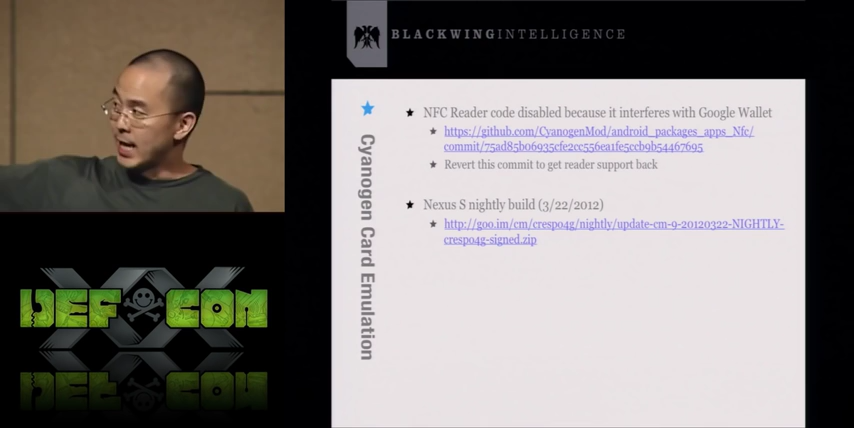 BLACKWINGINTELLIGENCE
Cyanogen Card Emulation
NFC Reader code disabled because it interferes with Google Wallet
https://github.com/CyanogenMod/android_packages_apps_Nfc/
commit/75ad85b06935cfe2cc556ea1fe5ccb9b54467695
Revert this commit to get reader support back
Nexus S nightly build (3/22/2012)
http://goo.im/cm/crespo4g/nightly/update-cm-9-20120322-NIGHTLY-
crespo4g-signed.zip
XX
DEF CON